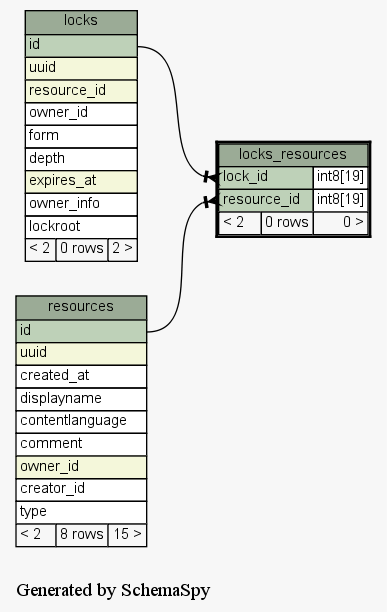 locks
id
uuid
resource_id
owner_id
form
depth
expires_at
owner_info
lockroot
< 2 0 rows 2 >
locks_resources
lock_id int8[19]
resource_id int8[19]
< 2 0 rows 0 >
resources
id
uuid
created_at
displayname
contentlanguage
comment
owner_id
creator_id
type
< 2 8 rows 15 >
Generated by SchemaSpy